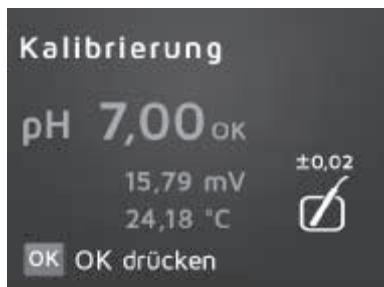 Kalibrierung
pH 7,00 OK
±0,02
15,79 mV
24,18 °C
OK OK drücken